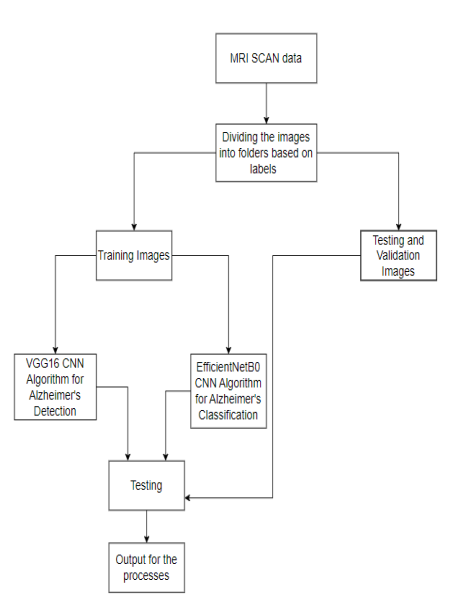 MRI SCAN data
Dividing the images
into folders based on
labels
Training Images
Testing and
Validation
Images
VGG16 CNN
Algorithm for
Alzheimer's
Detection
EfficientNetB0
CNN Algorithm
for Alzheimer's
Classification
Testing
Output for the
processes